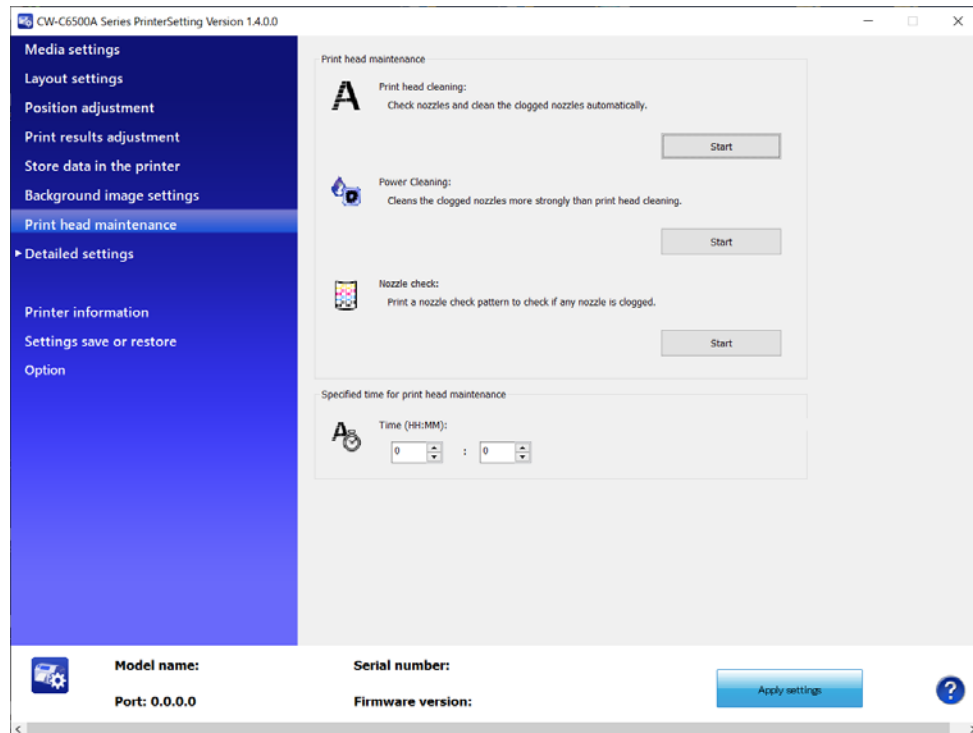 CW-C6500A Series PrinterSetting Version 1.4.0.0
Media settings
Layout settings
Position adjustment
Print results adjustment
Store data in the printer
Background image settings
Print head maintenance
Detailed settings
Printer information
Settings save or restore
Option
Print head maintenance
Print head cleaning:
Check nozzles and clean the clogged nozzles automatically.
Start
Power Cleaning:
Cleans the clogged nozzles more strongly than print head cleaning.
Start
Nozzle check:
Print a nozzle check pattern to check if any nozzle is clogged.
Start
Specified time for print head maintenance
Time (HH:MM):
0 : 0
Model name:
Serial number:
Port: 0.0.0.0
Firmware version:
Apply settings
?